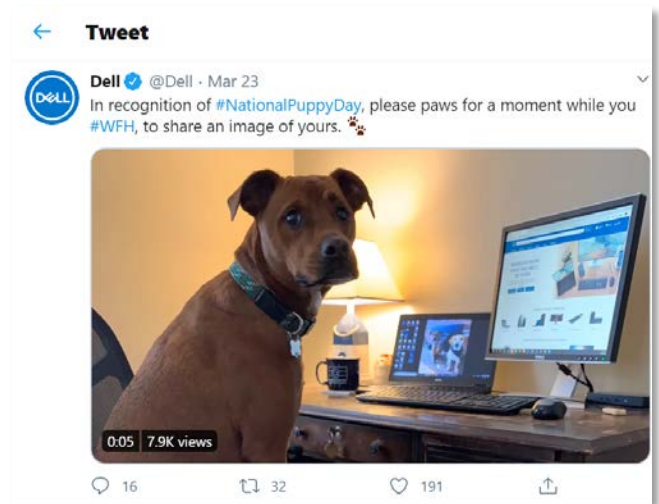 Tweet
Dell @Dell · Mar 23
DELL
In recognition of #NationalPuppyDay, please paws for a moment while you
#WFH, to share an image of yours. 🐾
0:05 7.9K views
16 32 191